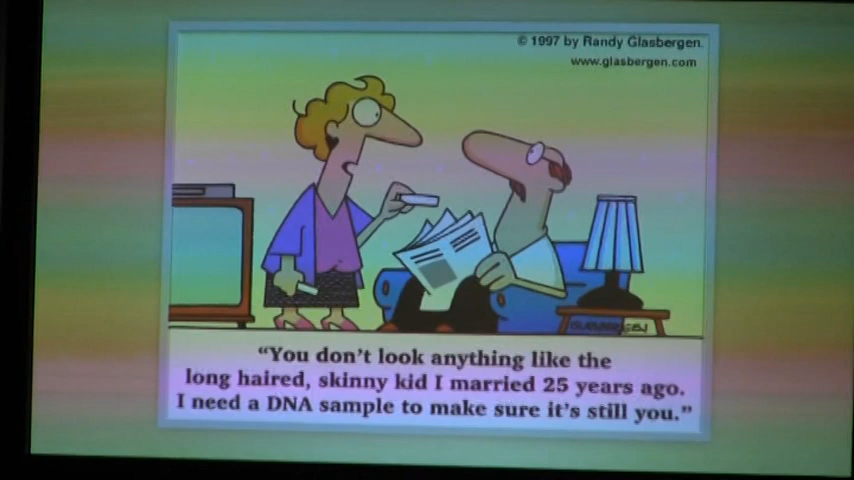 © 1997 by Randy Glasbergen.
www.glasbergen.com
GLASBERGEN
“You don’t look anything like the
long haired, skinny kid I married 25 years ago.
I need a DNA sample to make sure it’s still you.”